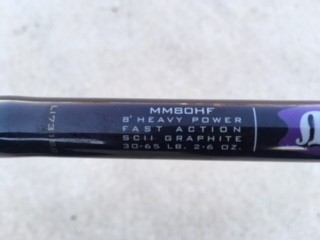 MM80HF
8' HEAVY POWER
FAST ACTION
SCII GRAPHITE
30-65 LB. 2-6 OZ.